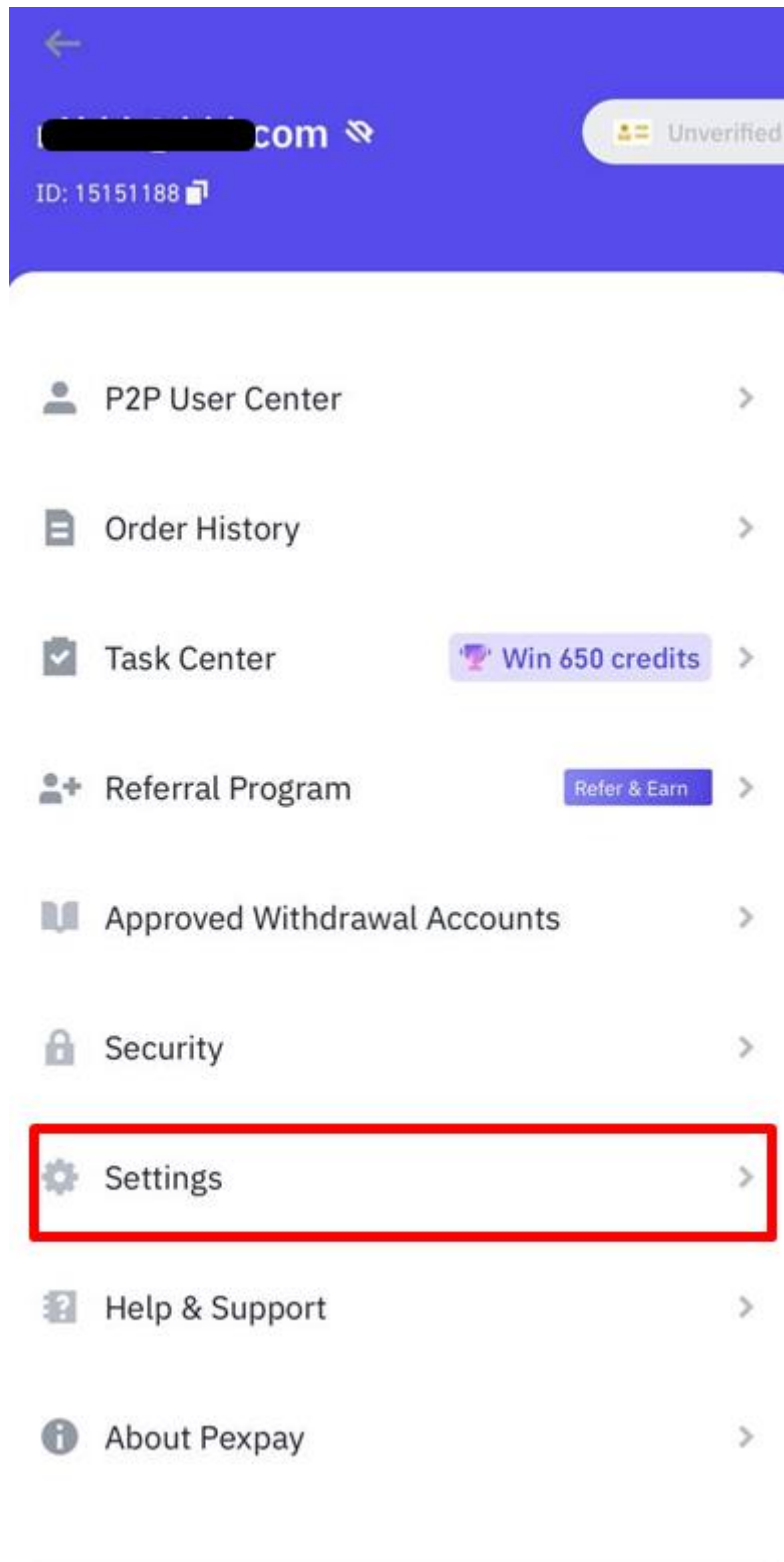 com
Unverified
ID: 15151188
P2P User Center
Order History
Task Center
Win 650 credits
Referral Program
Refer & Earn
Approved Withdrawal Accounts
Security
Settings
Help & Support
About Pexpay